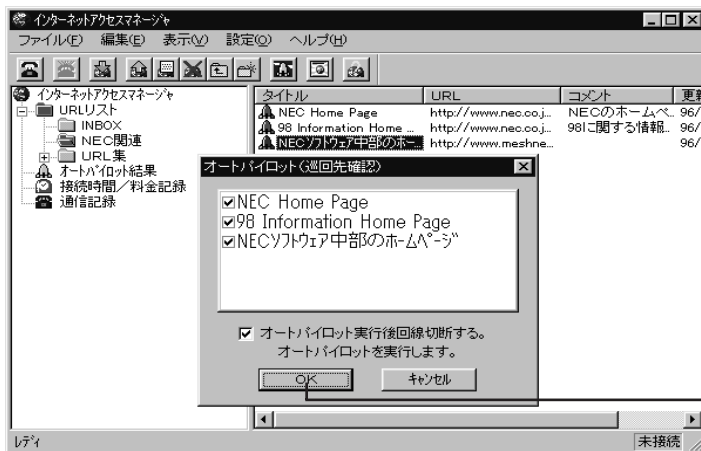 インターネットアクセスマネージャ
ファイル(F) 編集(E) 表示(V) 設定(O) ヘルプ(H)
インターネットアクセスマネージャ
URLリスト
INBOX
NEC関連
URL集
オートパイロット結果
接続時間/料金記録
通信記録
タイトル URL コメント 更新
NEC Home Page http://www.nec.co.j... NECのホームペ.. 96/
98 Information Home ... http://www.nec.co.j... 98に関する情報.. 96/
NECソフトウェア中部のホー... http://www.meshne... 96/
オートパイロット(巡回先確認)
NEC Home Page
98 Information Home Page
NECソフトウェア中部のホームページ
オートパイロット実行後回線切断する。
オートパイロットを実行します。
OK キャンセル
レディ 未接続